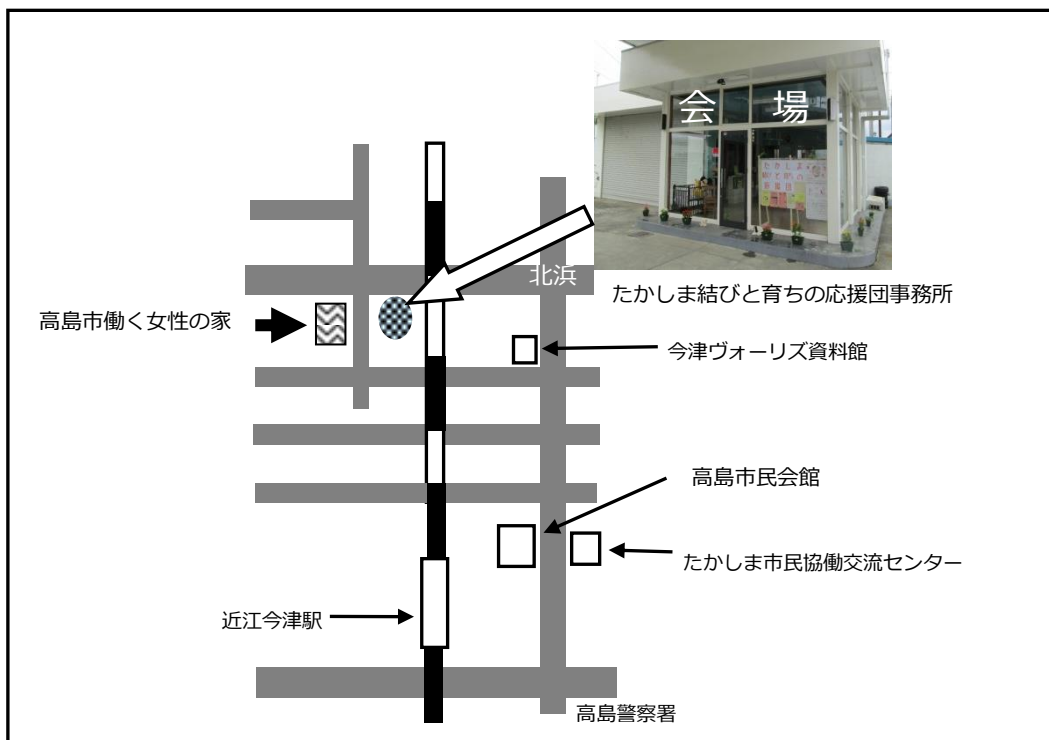 会 場
北浜
たかしま結びと育ちの応援団事務所
高島市働く女性の家
今津ヴォーリズ資料館
高島市民会館
たかしま市民協働交流センター
近江今津駅
高島警察署